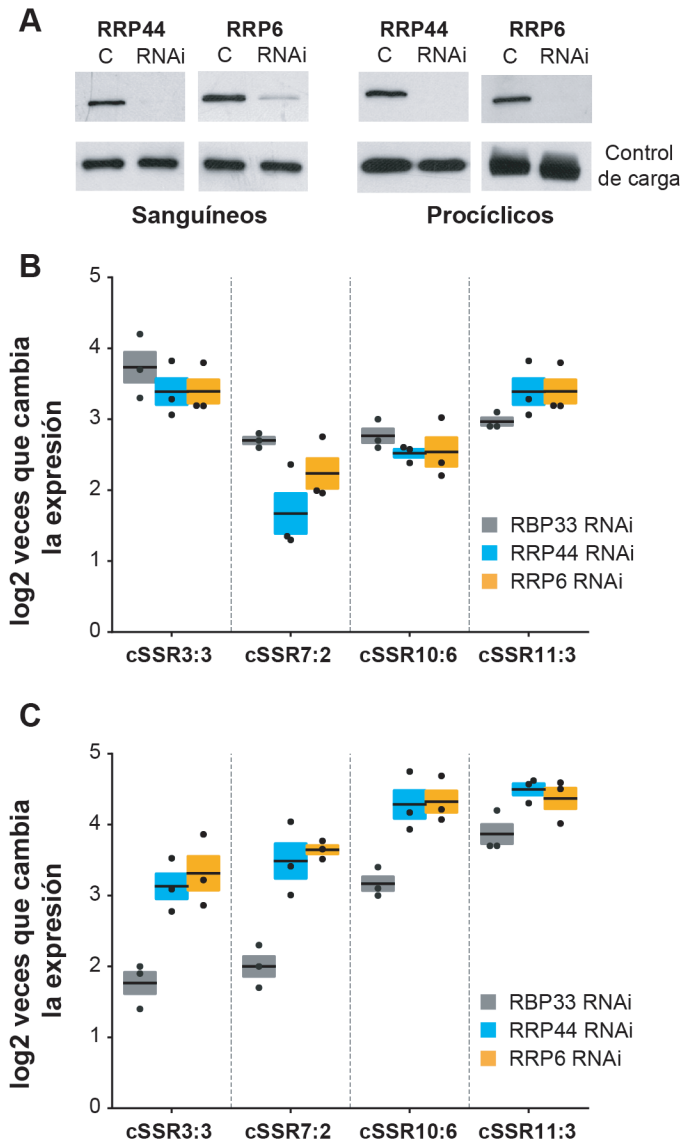 A
RRP44 RRP6 RRP44 RRP6
C RNAi C RNAi C RNAi C RNAi
Control
de carga
Sanguíneos Procíclicos
B
log2 veces que cambia
la expresión
5
4
3
2
1
0
RBP33 RNAi
RRP44 RNAi
RRP6 RNAi
cSSR3:3 cSSR7:2 cSSR10:6 cSSR11:3
C
log2 veces que cambia
la expresión
5
4
3
2
1
0
RBP33 RNAi
RRP44 RNAi
RRP6 RNAi
cSSR3:3 cSSR7:2 cSSR10:6 cSSR11:3